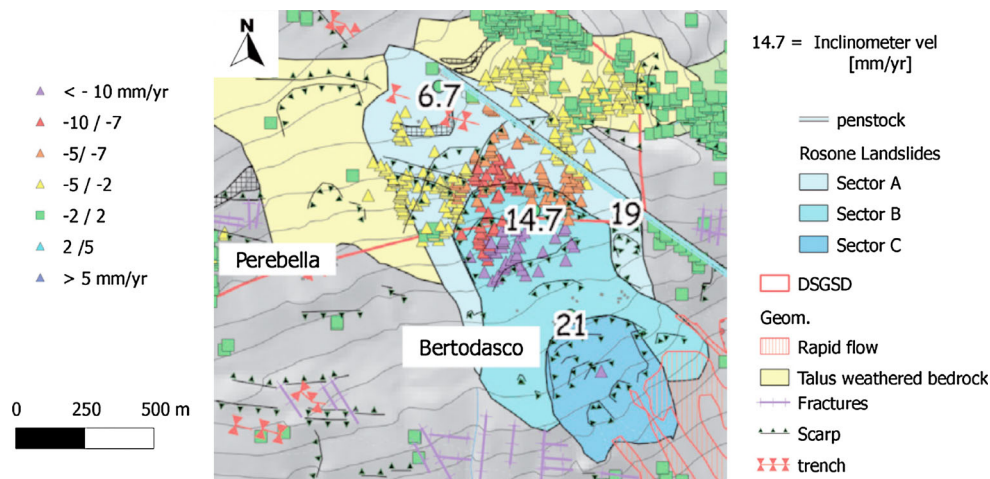 < - 10 mm/yr
-10 / -7
-5/ -7
-5 / -2
-2 / 2
2 /5
> 5 mm/yr
0 250 500 m
N
6.7
14.7
19
21
Perebella
Bertodasco
14.7 = Inclinometer vel
[mm/yr]
penstock
Rosone Landslides
Sector A
Sector B
Sector C
DSGSD
Geom.
Rapid flow
Talus weathered bedrock
Fractures
Scarp
trench